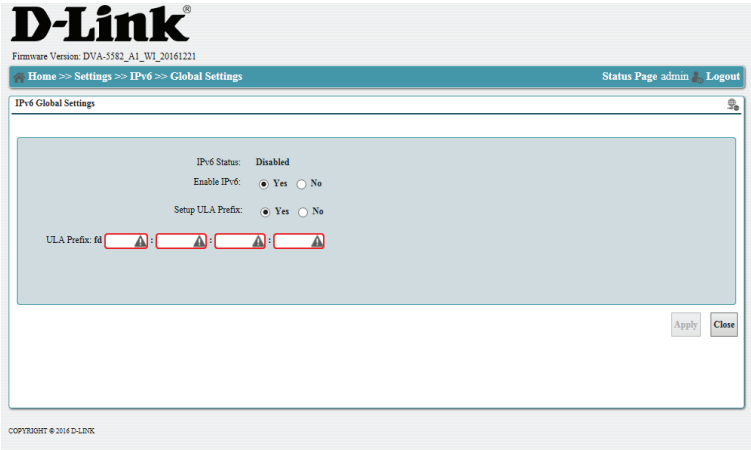 D-Link®
Firmware Version: DVA-5582_A1_WI_20161221
Home >> Settings >> IPv6 >> Global Settings Status Page admin Logout
IPv6 Global Settings
IPv6 Status: Disabled
Enable IPv6: Yes No
Setup ULA Prefix: Yes No
ULA Prefix: fd : : :
Apply Close
COPYRIGHT © 2016 D-LINK